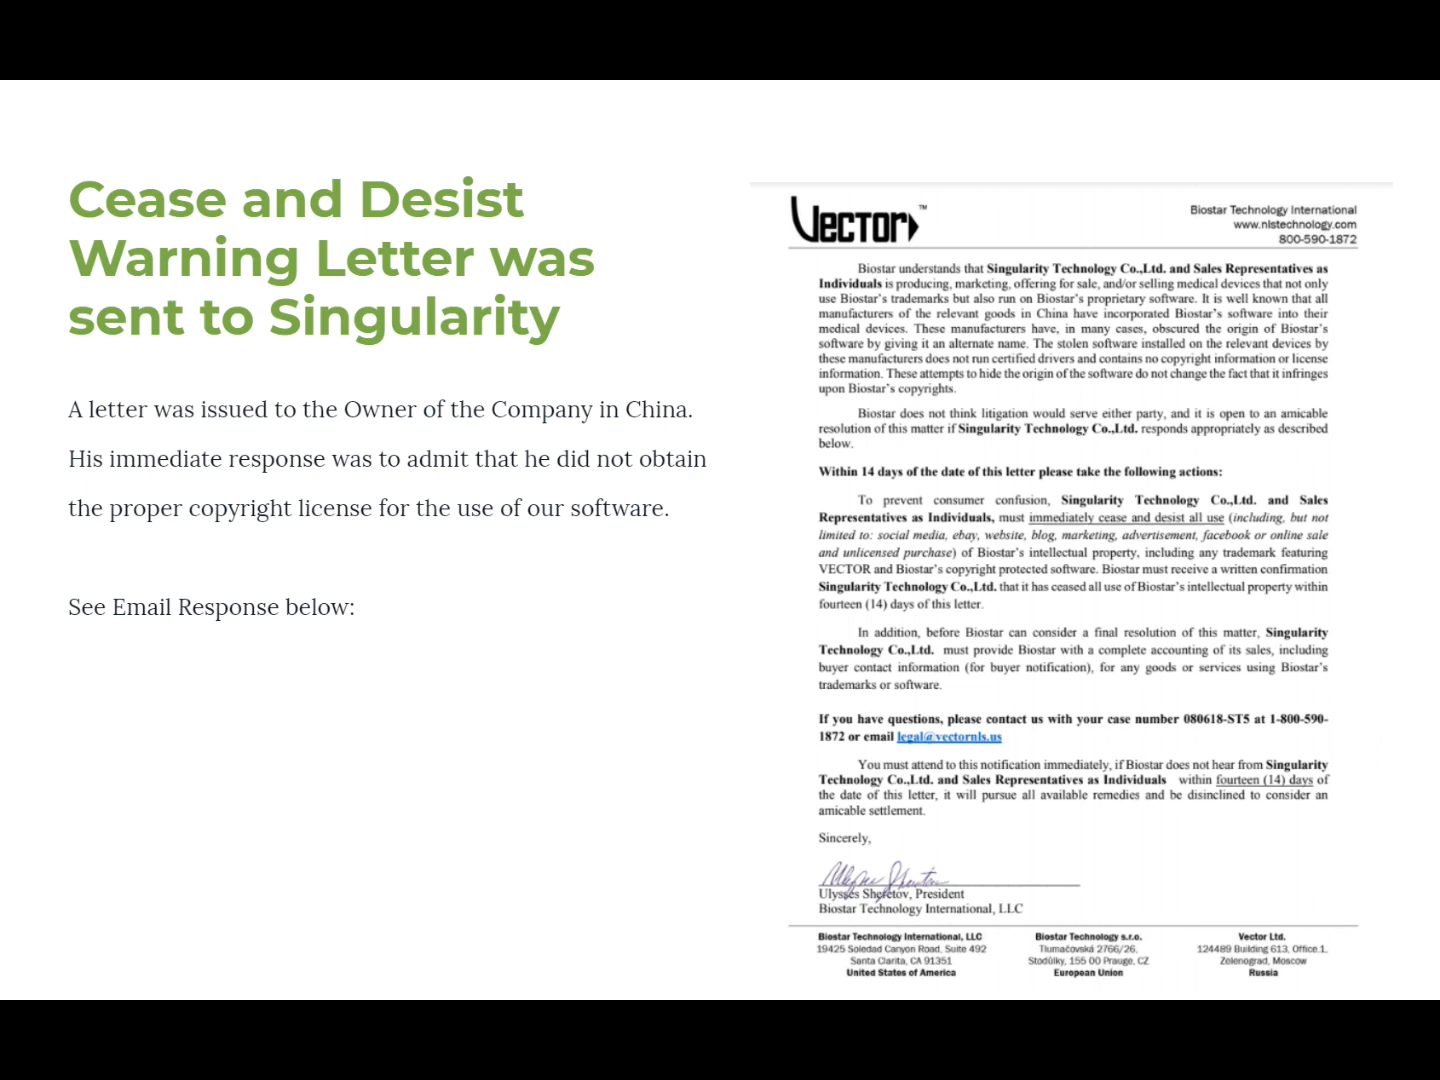 Cease and Desist
Warning Letter was
sent to Singularity
A letter was issued to the Owner of the Company in China.
His immediate response was to admit that he did not obtain
the proper copyright license for the use of our software.
See Email Response below:
Vector™
Biostar Technology International
www.nlstechnology.com
800-590-1872
Biostar understands that Singularity Technology Co.,Ltd. and Sales Representatives as
Individuals is producing, marketing, offering for sale, and/or selling medical devices that not only
use Biostar's trademarks but also run on Biostar's proprietary software. It is well known that all
manufacturers of the relevant goods in China have incorporated Biostar's software into their
medical devices. These manufacturers have, in many cases, obscured the origin of Biostar's
software by giving it an alternate name. The stolen software installed on the relevant devices by
these manufacturers does not run certified drivers and contains no copyright information or license
information. These attempts to hide the origin of the software do not change the fact that it infringes
upon Biostar's copyrights.
Biostar does not think litigation would serve either party, and it is open to an amicable
resolution of this matter if Singularity Technology Co.,Ltd. responds appropriately as described
below.
Within 14 days of the date of this letter please take the following actions:
To prevent consumer confusion, Singularity Technology Co.,Ltd. and Sales
Representatives as Individuals, must immediately cease and desist all use (including, but not
limited to: social media, ebay, website, blog, marketing, advertisement, facebook or online sale
and unlicensed purchase) of Biostar's intellectual property, including any trademark featuring
VECTOR and Biostar's copyright protected software. Biostar must receive a written confirmation
Singularity Technology Co.,Ltd. that it has ceased all use of Biostar's intellectual property within
fourteen (14) days of this letter.
In addition, before Biostar can consider a final resolution of this matter, Singularity
Technology Co.,Ltd. must provide Biostar with a complete accounting of its sales, including
buyer contact information (for buyer notification), for any goods or services using Biostar's
trademarks or software.
If you have questions, please contact us with your case number 080618-ST5 at 1-800-590-
1872 or email legal@vectornls.us
You must attend to this notification immediately, if Biostar does not hear from Singularity
Technology Co.,Ltd. and Sales Representatives as Individuals within fourteen (14) days of
the date of this letter, it will pursue all available remedies and be disinclined to consider an
amicable settlement.
Sincerely,
Ulysses Sheretov, President
Biostar Technology International, LLC
Biostar Technology International, LLC
19425 Soledad Canyon Road, Suite 492
Santa Clarita, CA 91351
United States of America
Biostar Technology s.r.o.
Tlumačovská 2766/26,
Stodůlky, 155 00 Prauge, CZ
European Union
Vector Ltd.
124489 Building 613, Office.1,
Zelenograd, Moscow
Russia